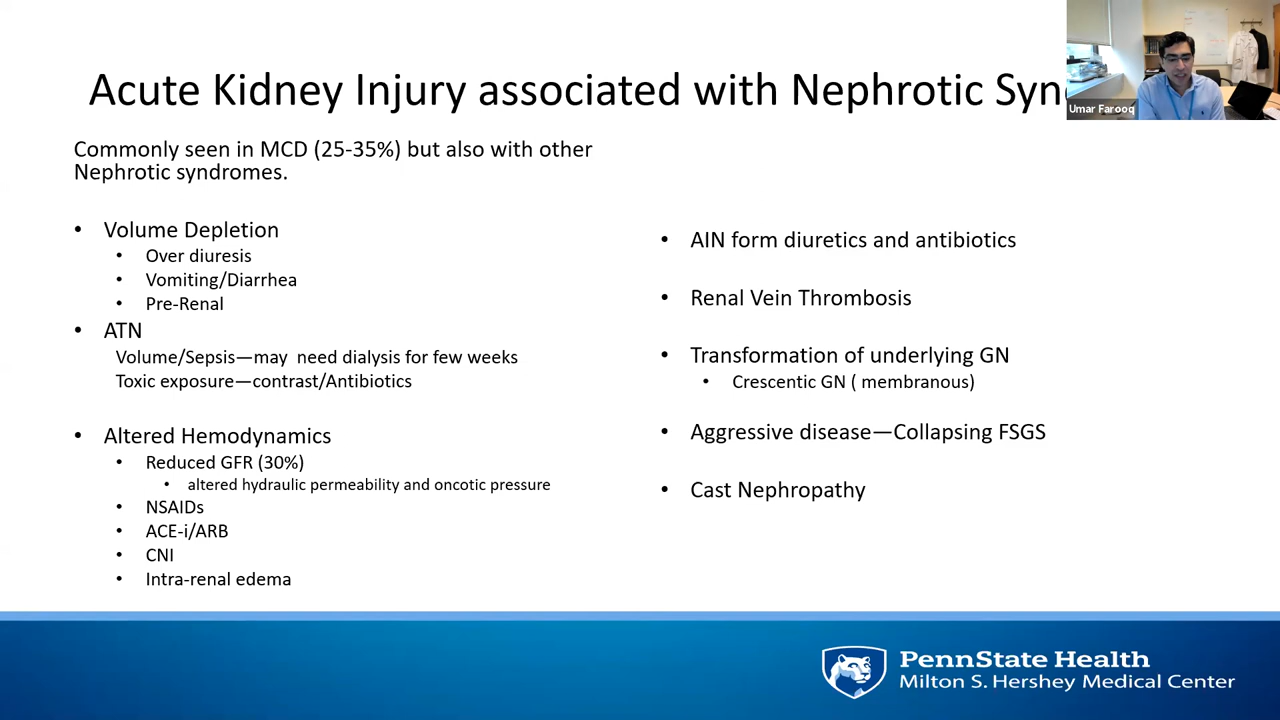 Acute Kidney Injury associated with Nephrotic Syn
Umar Farooq
Commonly seen in MCD (25-35%) but also with other
Nephrotic syndromes.
• Volume Depletion
• Over diuresis
• Vomiting/Diarrhea
• Pre-Renal
• ATN
Volume/Sepsis—may need dialysis for few weeks
Toxic exposure—contrast/Antibiotics
• Altered Hemodynamics
• Reduced GFR (30%)
• altered hydraulic permeability and oncotic pressure
• NSAIDs
• ACE-i/ARB
• CNI
• Intra-renal edema
• AIN form diuretics and antibiotics
• Renal Vein Thrombosis
• Transformation of underlying GN
• Crescentic GN ( membranous)
• Aggressive disease—Collapsing FSGS
• Cast Nephropathy
PennState Health
Milton S. Hershey Medical Center